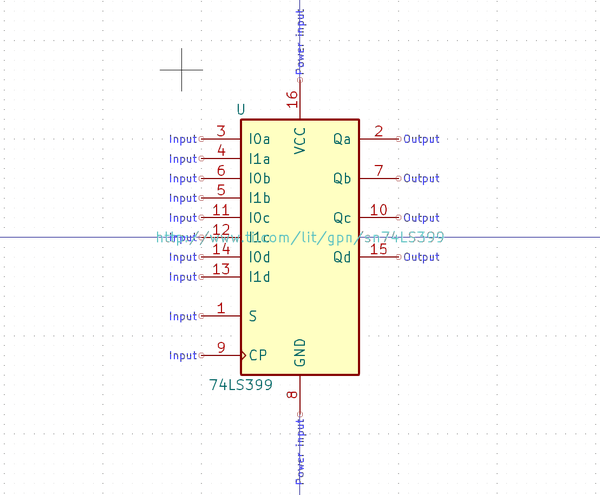 Power input
16
U
VCC
Input 3 I0a Qa 2 Output
Input 4 I1a
Input 6 I0b Qb 7 Output
Input 5 I1b
Input 11 I0c Qc 10 Output
Input 12 I1c
http://www.ti.com/lit/gpn/sn74LS399
Input 14 I0d Qd 15 Output
Input 13 I1d
Input 1 S
Input 9 CP
GND
74LS399
8
Power input